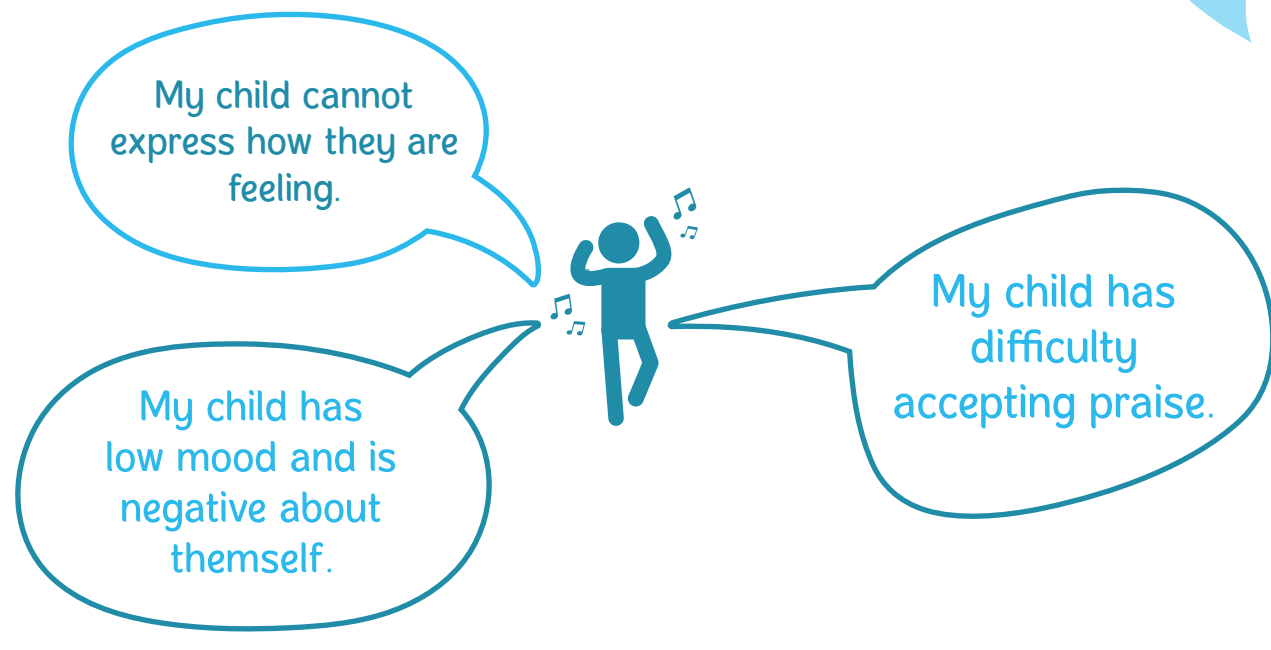 My child cannot
express how they are
feeling.
My child has
difficulty
accepting praise.
My child has
low mood and is
negative about
themself.